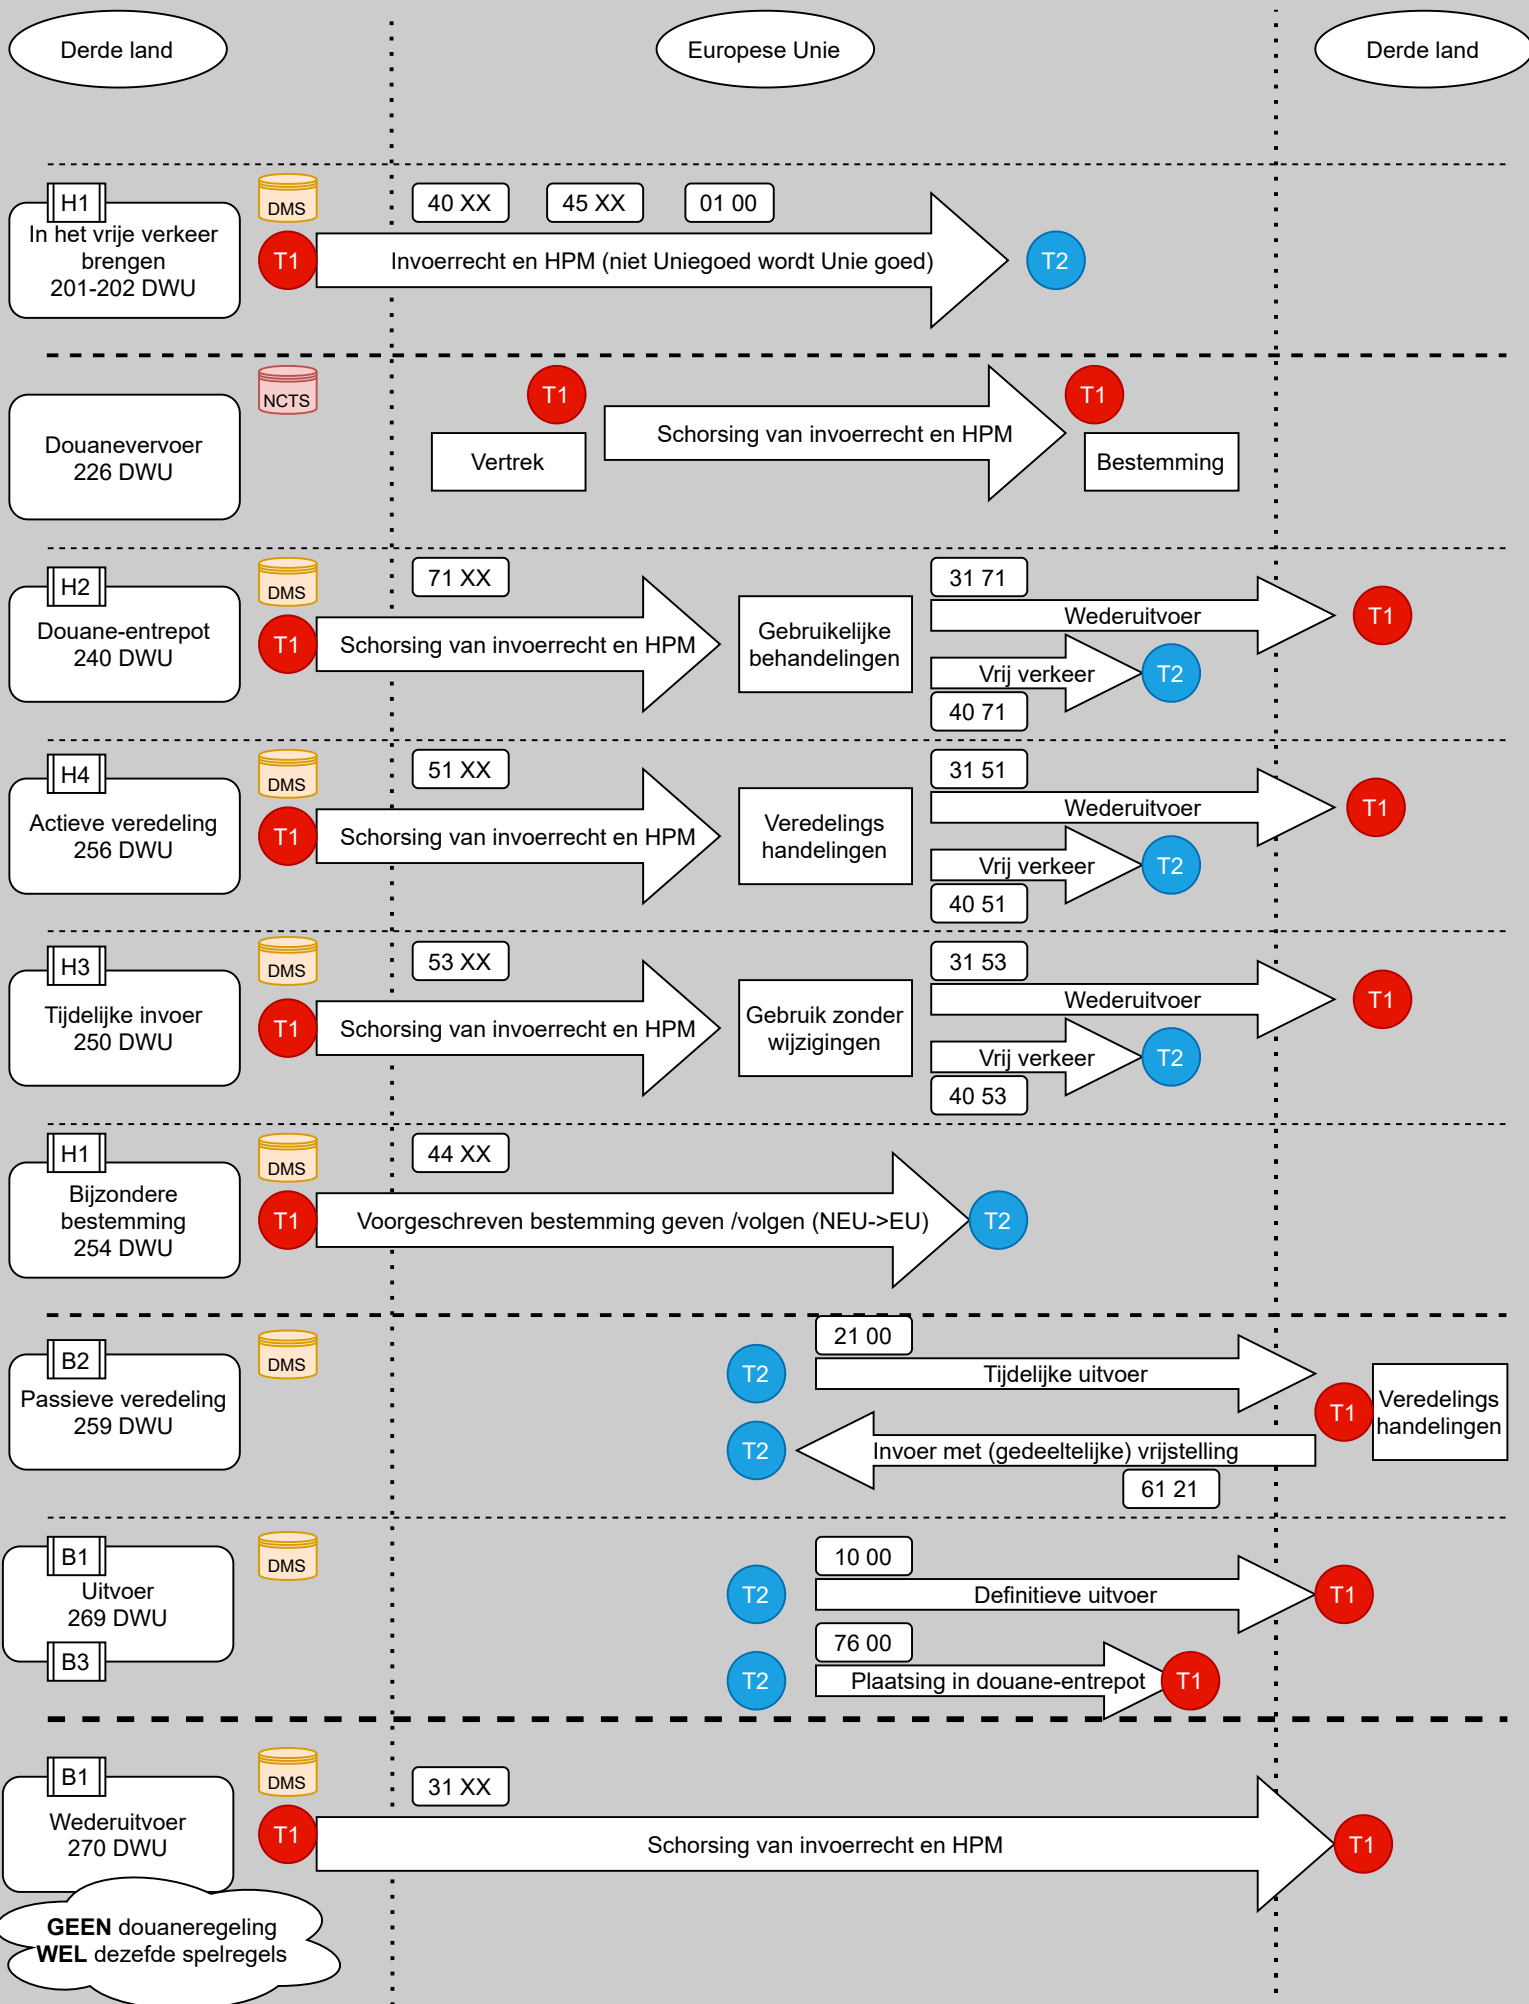 Derde land
Europese Unie
Derde land
H1
DMS
40 XX
45 XX
01 00
In het vrije verkeer
brengen
201-202 DWU
T1
Invoerrecht en HPM (niet Uniegoed wordt Unie goed)
T2
NCTS
Douanevervoer
226 DWU
T1
Vertrek
Schorsing van invoerrecht en HPM
T1
Bestemming
H2
DMS
71 XX
Douane-entrepot
240 DWU
T1
Schorsing van invoerrecht en HPM
Gebruikelijke
behandelingen
31 71
Wederuitvoer
T1
Vrij verkeer
T2
40 71
H4
DMS
51 XX
Actieve veredeling
256 DWU
T1
Schorsing van invoerrecht en HPM
Veredelings
handelingen
31 51
Wederuitvoer
T1
Vrij verkeer
T2
40 51
H3
DMS
53 XX
Tijdelijke invoer
250 DWU
T1
Schorsing van invoerrecht en HPM
Gebruik zonder
wijzigingen
31 53
Wederuitvoer
T1
Vrij verkeer
T2
40 53
H1
DMS
44 XX
Bijzondere
bestemming
254 DWU
T1
Voorgeschreven bestemming geven /volgen (NEU->EU)
T2
B2
DMS
Passieve veredeling
259 DWU
21 00
T2
Tijdelijke uitvoer
T1
Veredelings
handelingen
T2
Invoer met (gedeeltelijke) vrijstelling
61 21
B1
DMS
Uitvoer
269 DWU
B3
10 00
T2
Definitieve uitvoer
T1
76 00
T2
Plaatsing in douane-entrepot
T1
B1
DMS
31 XX
Wederuitvoer
270 DWU
T1
Schorsing van invoerrecht en HPM
T1
GEEN douaneregeling
WEL dezefde spelregels